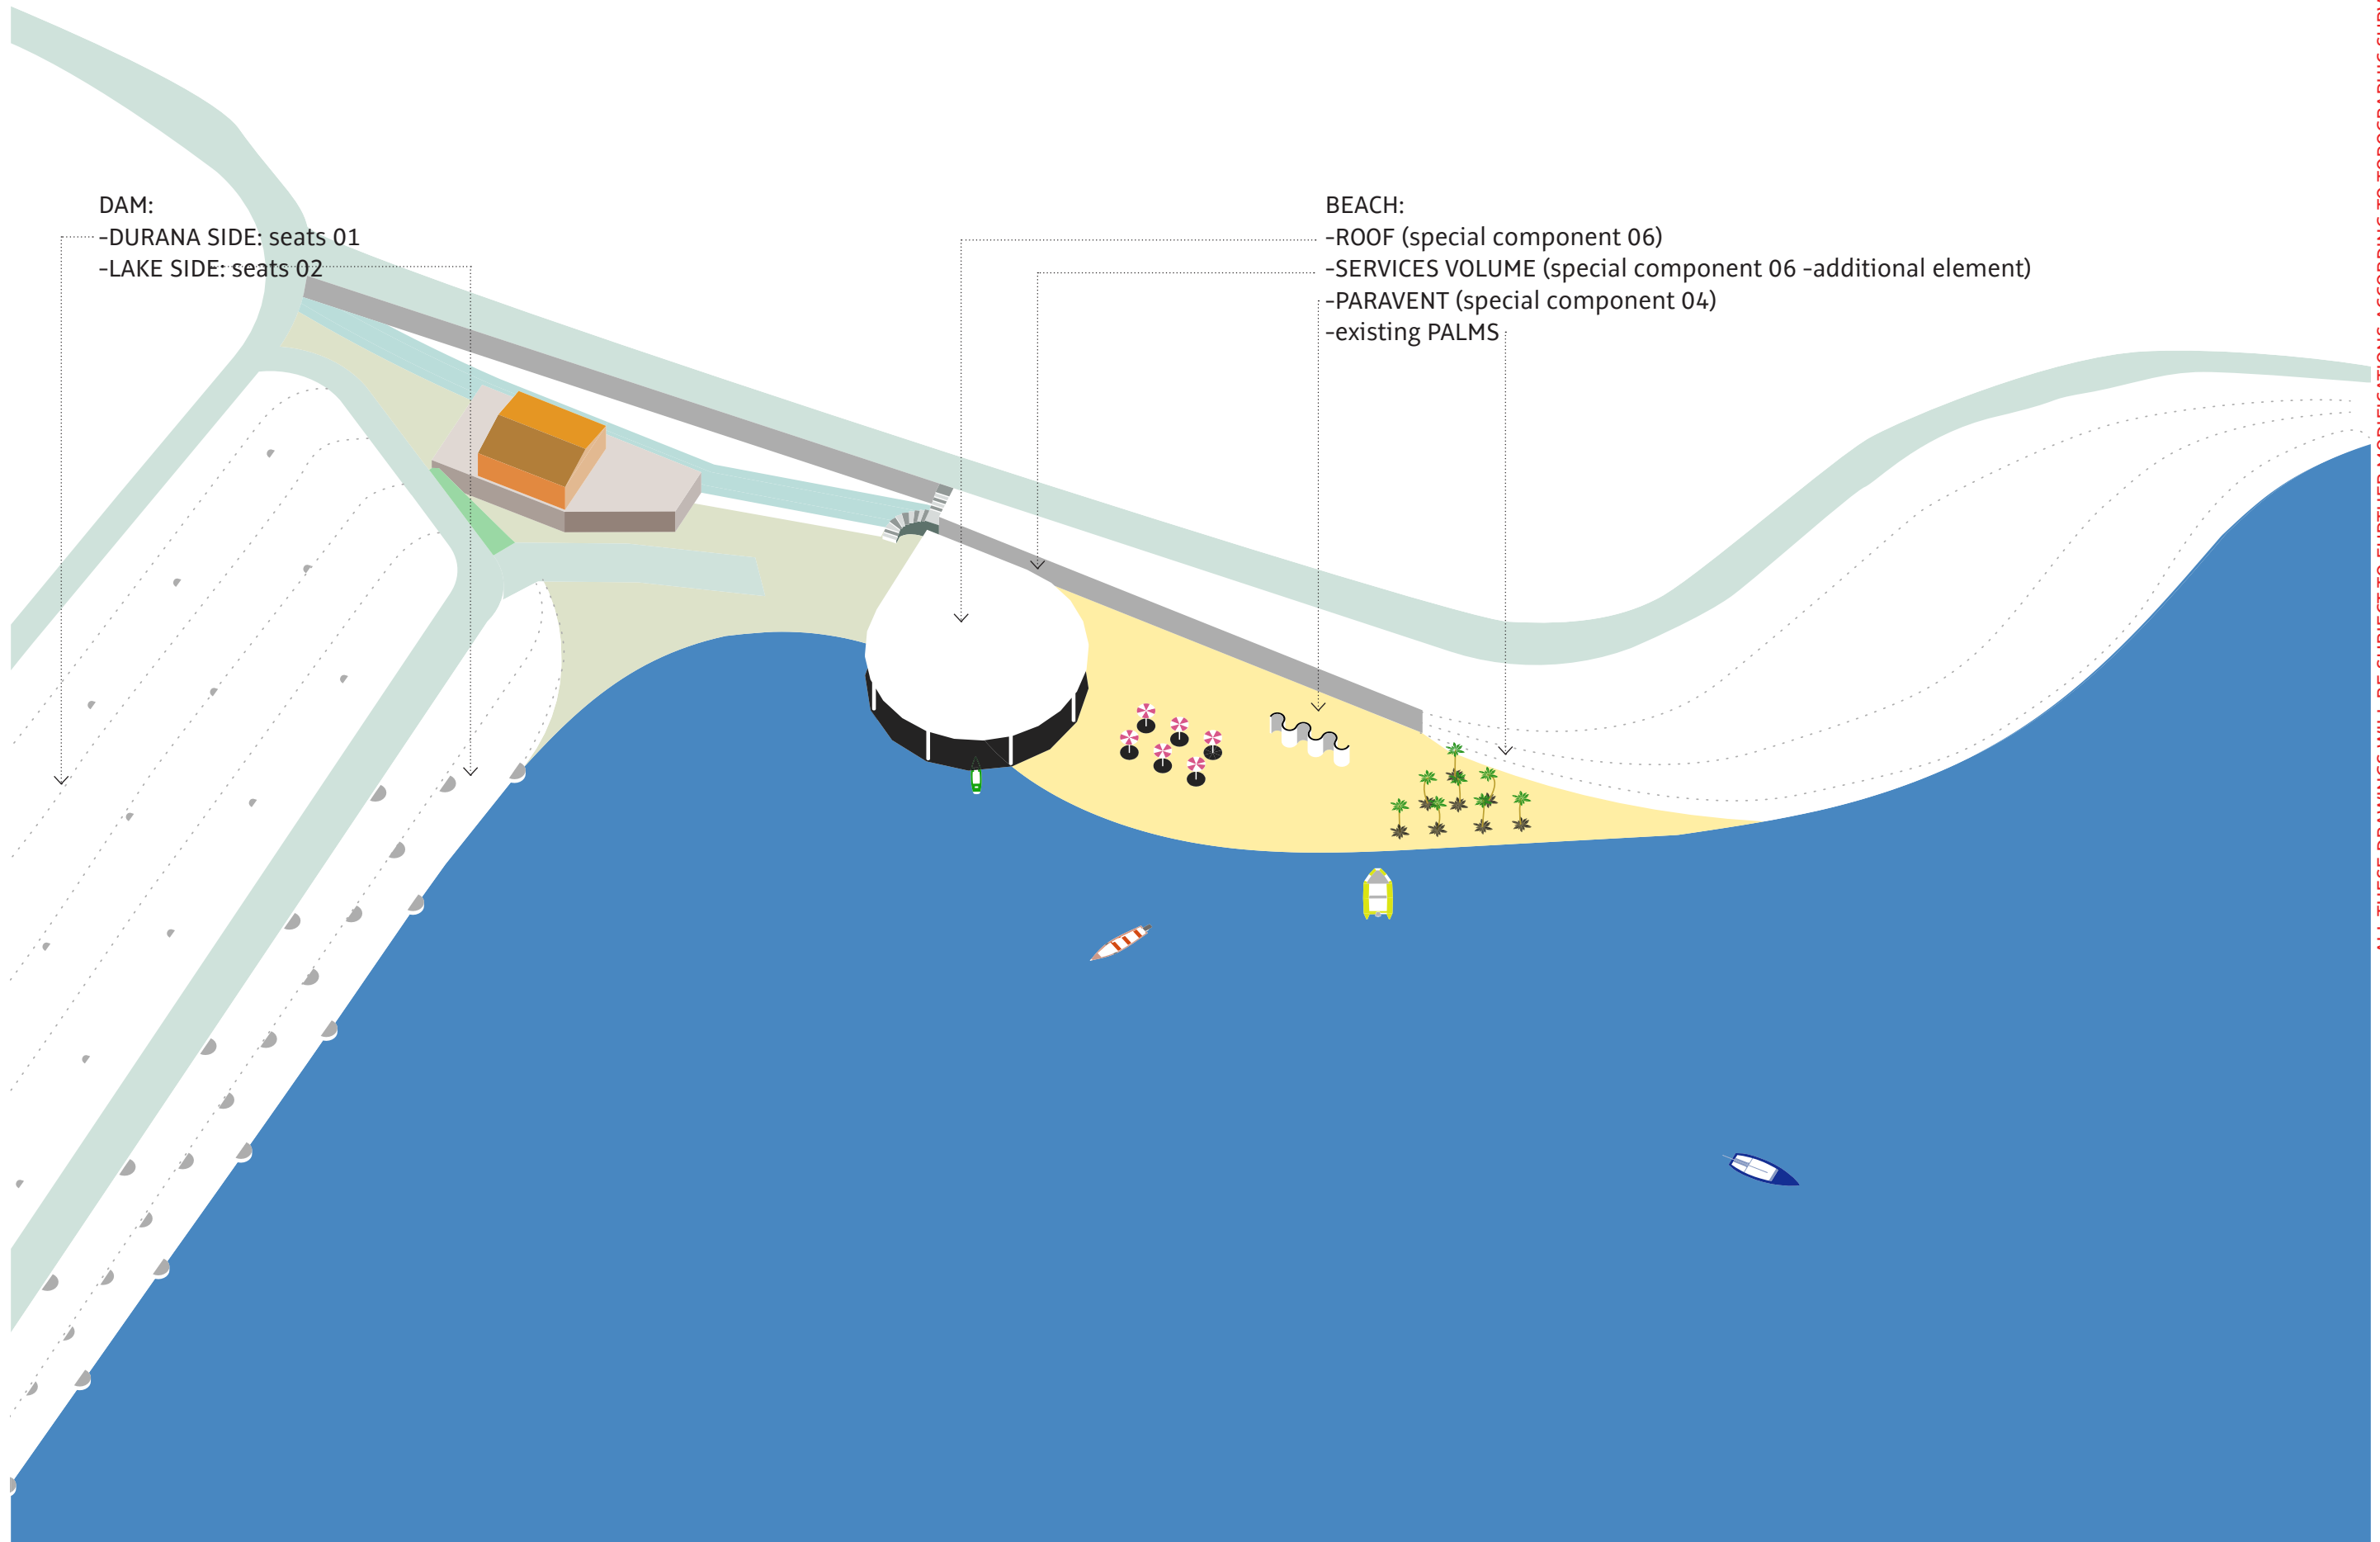 DAM:
-DURANA SIDE: seats 01
-LAKE SIDE: seats 02
BEACH:
-ROOF (special component 06)
-SERVICES VOLUME (special component 06 -additional element)
-PARAVENT (special component 04)
-existing PALMS